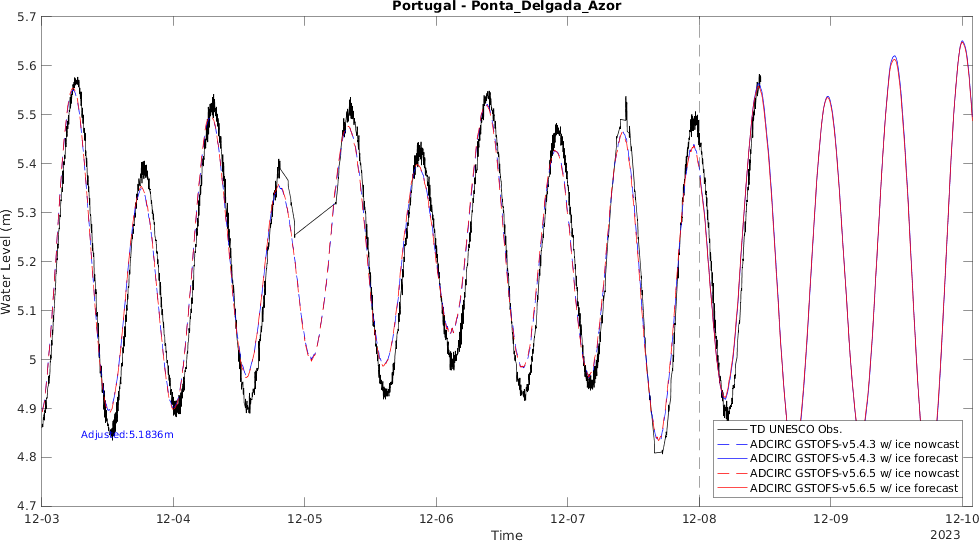 Portugal - Ponta_Delgada_Azor
5.7
5.6
5.5
5.4
5.3
5.2
5.1
5
4.9
4.8
4.7
Water Level (m)
Adjusted:5.1836m
TD UNESCO Obs.
ADCIRC GSTOFS-v5.4.3 w/ ice nowcast
ADCIRC GSTOFS-v5.4.3 w/ ice forecast
ADCIRC GSTOFS-v5.6.5 w/ ice nowcast
ADCIRC GSTOFS-v5.6.5 w/ ice forecast
12-03 12-04 12-05 12-06 12-07 12-08 12-09 12-10
Time
2023